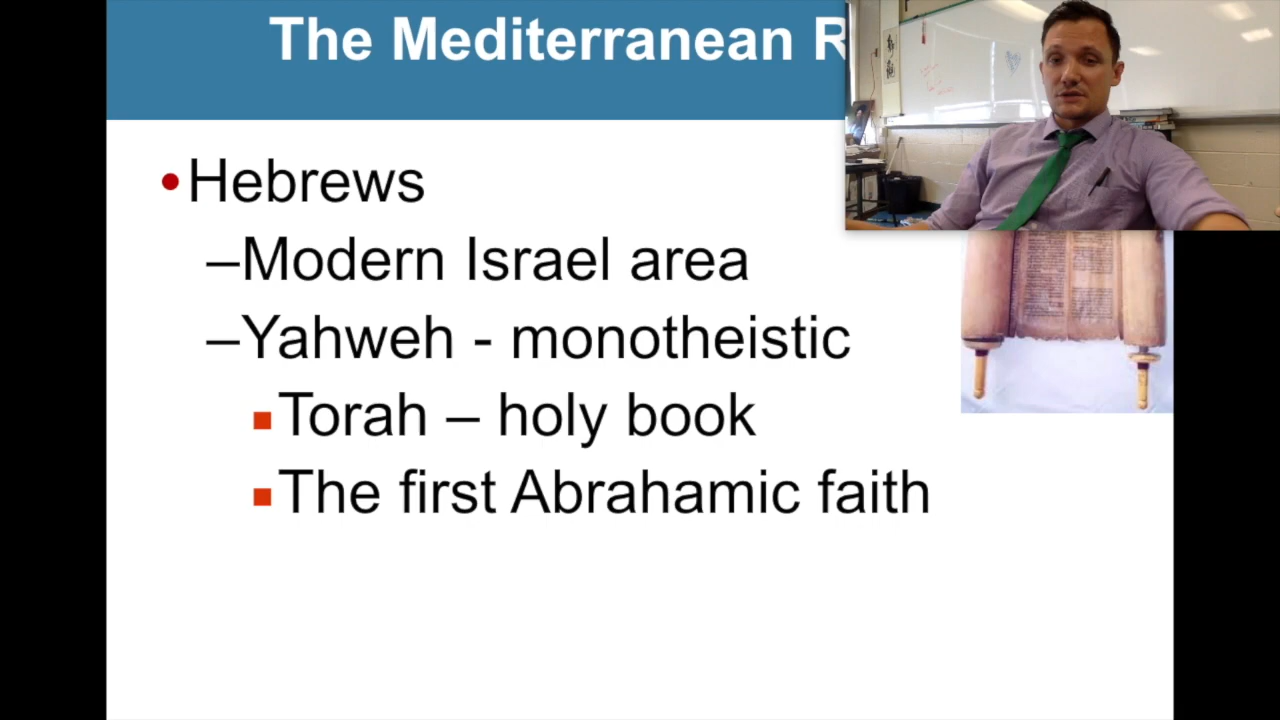 The Mediterranean R
•Hebrews
–Modern Israel area
–Yahweh - monotheistic
▪Torah – holy book
▪The first Abrahamic faith